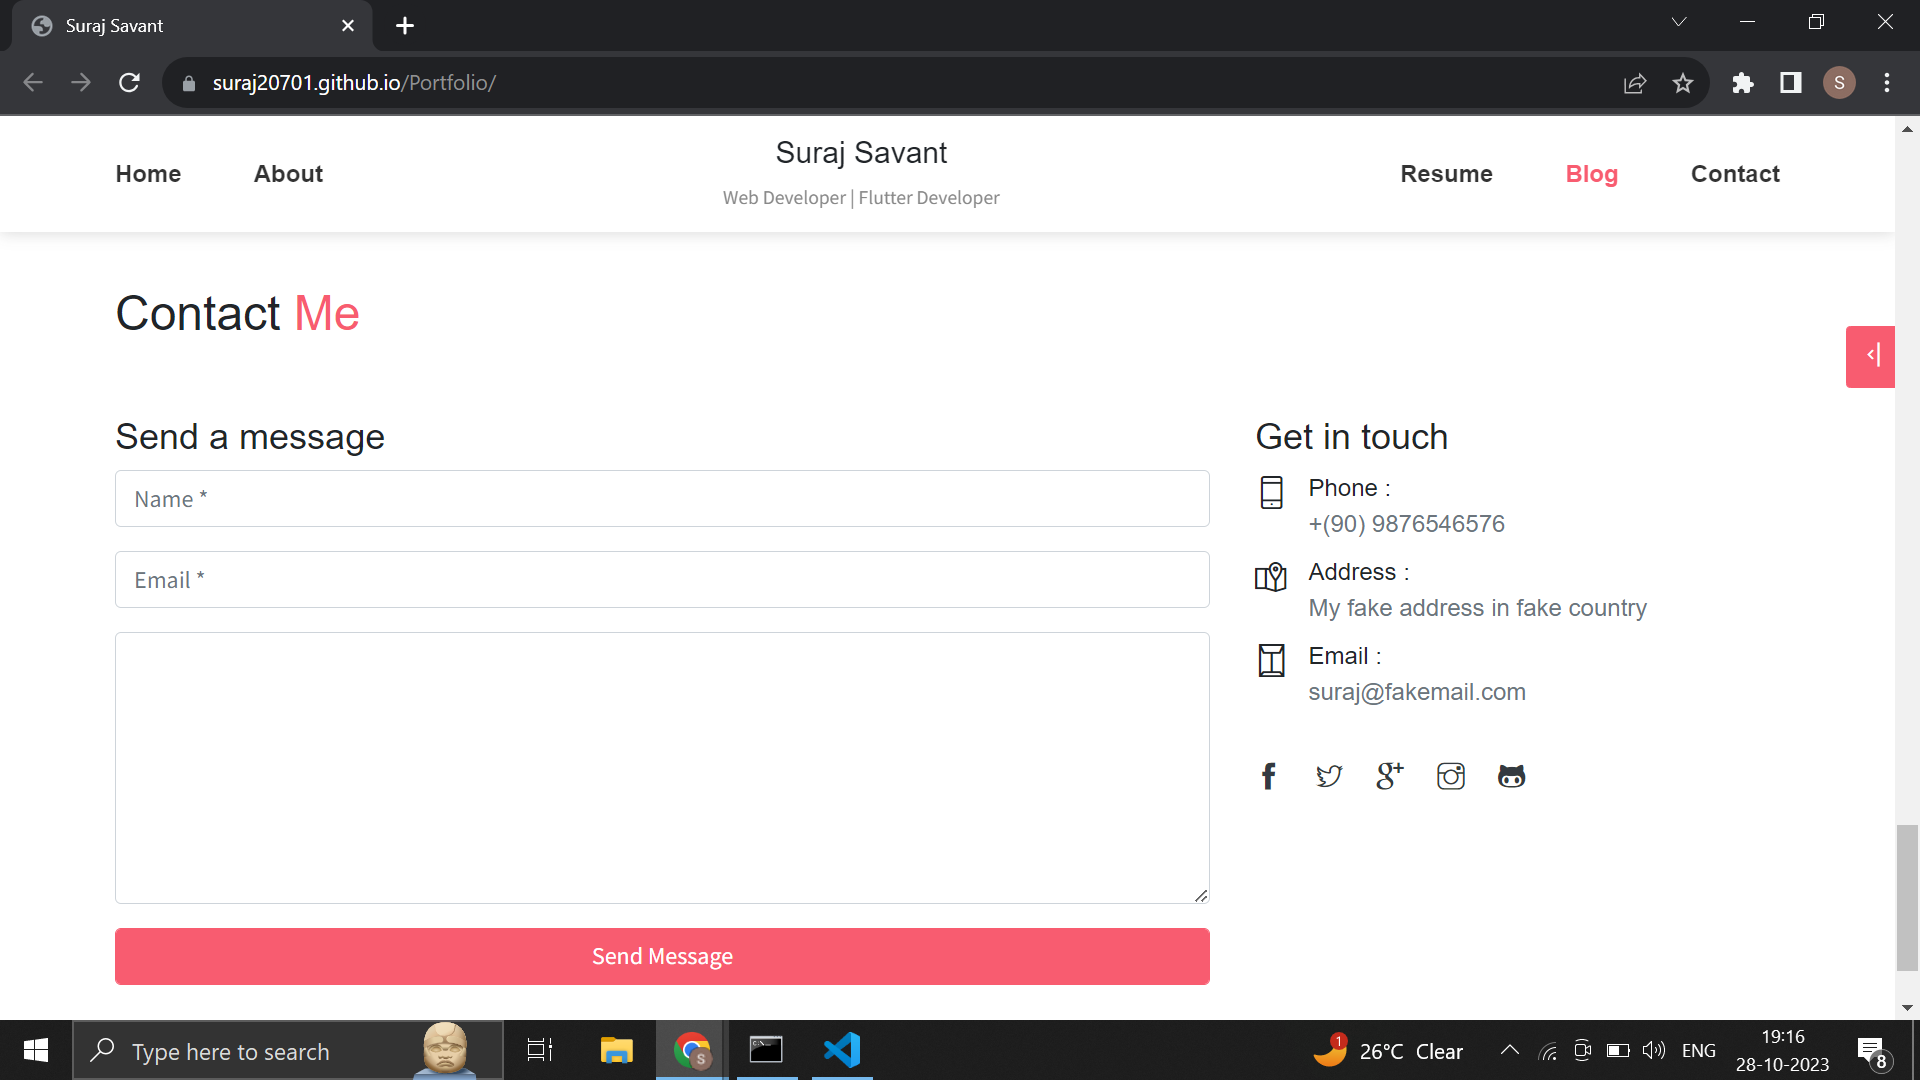 Suraj Savant
suraj20701.github.io/Portfolio/
S
Home
About
Suraj Savant
Web Developer | Flutter Developer
Resume
Blog
Contact
Contact Me
Send a message
Name *
Email *
Send Message
Get in touch
Phone :
+(90) 9876546576
Address :
My fake address in fake country
Email :
suraj@fakemail.com
Type here to search
S
1
26°C Clear
ENG
19:16
28-10-2023
8